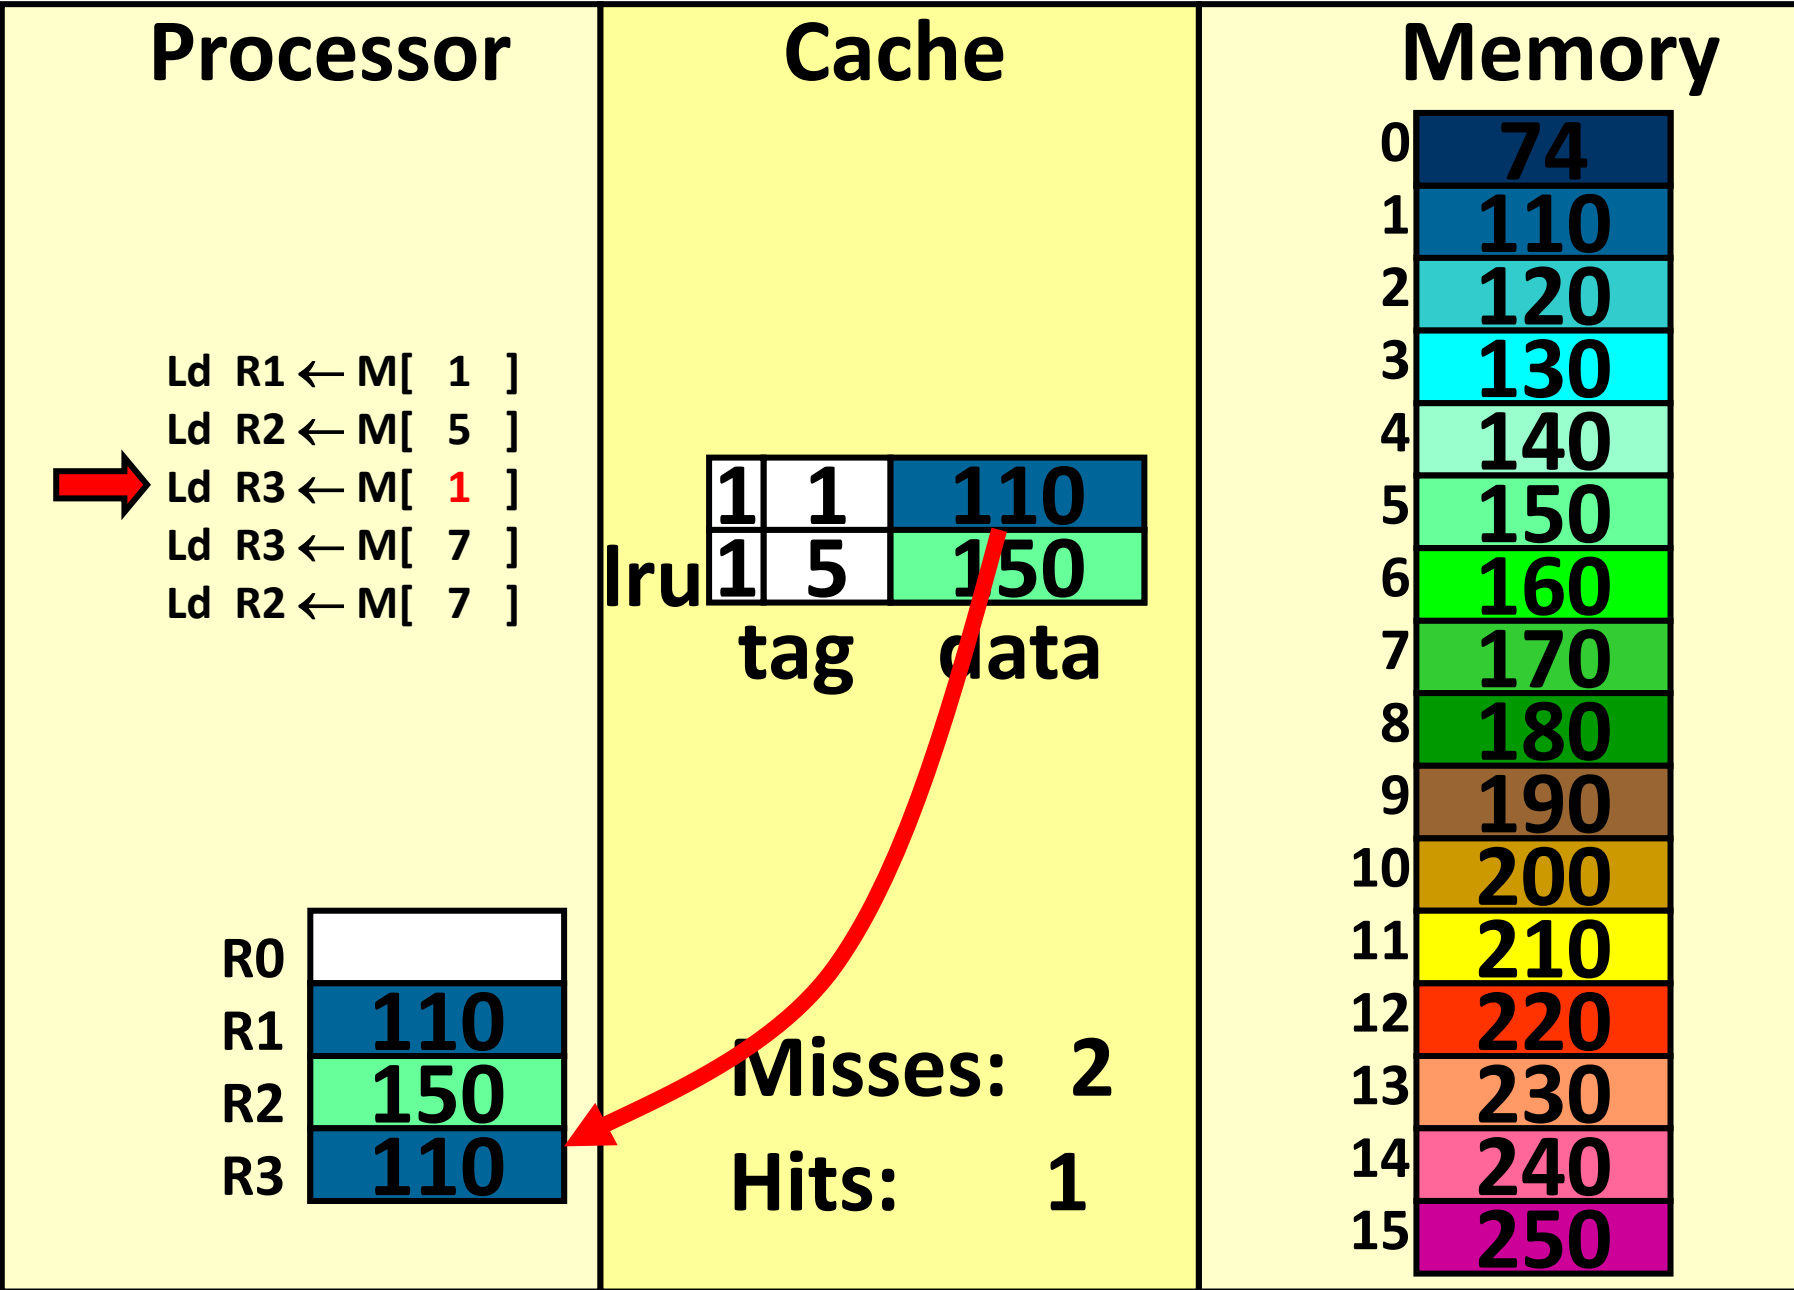 Processor
Ld R1 ← M[ 1 ]
Ld R2 ← M[ 5 ]
Ld R3 ← M[ 1 ]
Ld R3 ← M[ 7 ]
Ld R2 ← M[ 7 ]
R0
R1 110
R2 150
R3 110
Cache
1 1 110
lru 1 5 150
tag data
Misses: 2
Hits: 1
Memory
0 74
1 110
2 120
3 130
4 140
5 150
6 160
7 170
8 180
9 190
10 200
11 210
12 220
13 230
14 240
15 250